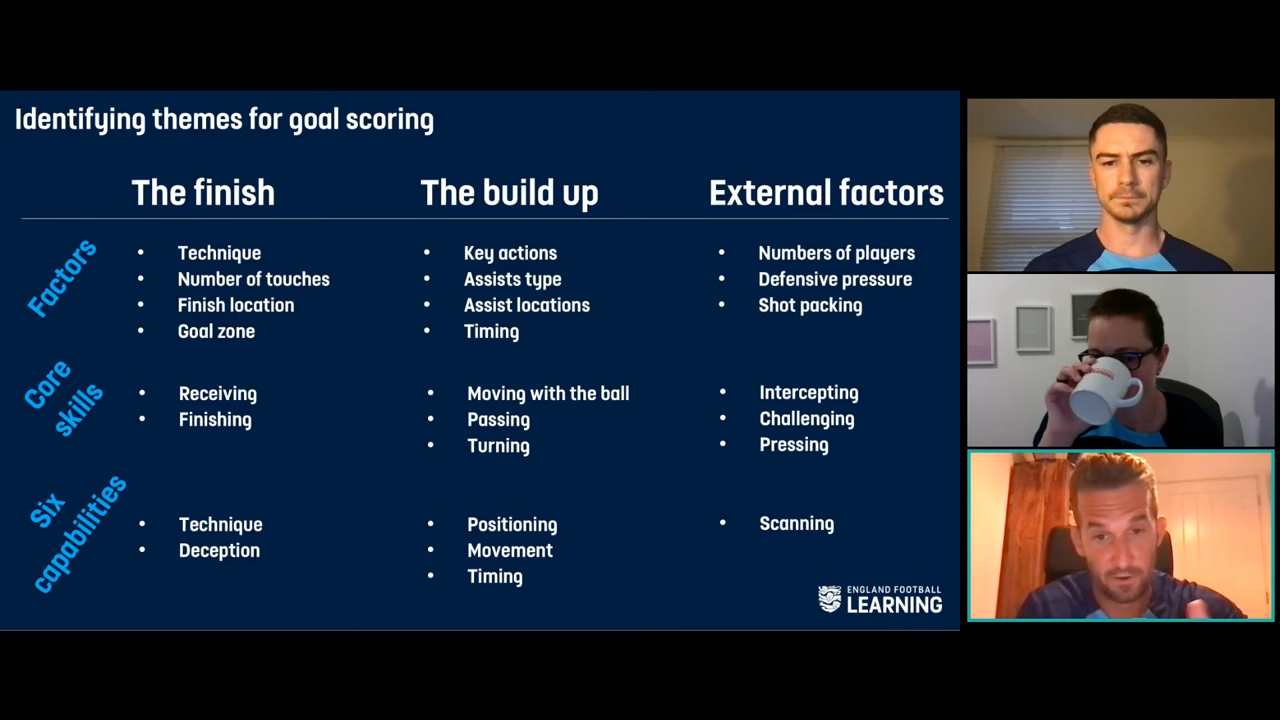 Identifying themes for goal scoring
The finish
The build up
External factors
Factors
• Technique
• Number of touches
• Finish location
• Goal zone
• Key actions
• Assists type
• Assist locations
• Timing
• Numbers of players
• Defensive pressure
• Shot packing
Core
skills
• Receiving
• Finishing
• Moving with the ball
• Passing
• Turning
• Intercepting
• Challenging
• Pressing
Six
capabilities
• Technique
• Deception
• Positioning
• Movement
• Timing
• Scanning
ENGLAND FOOTBALL
LEARNING